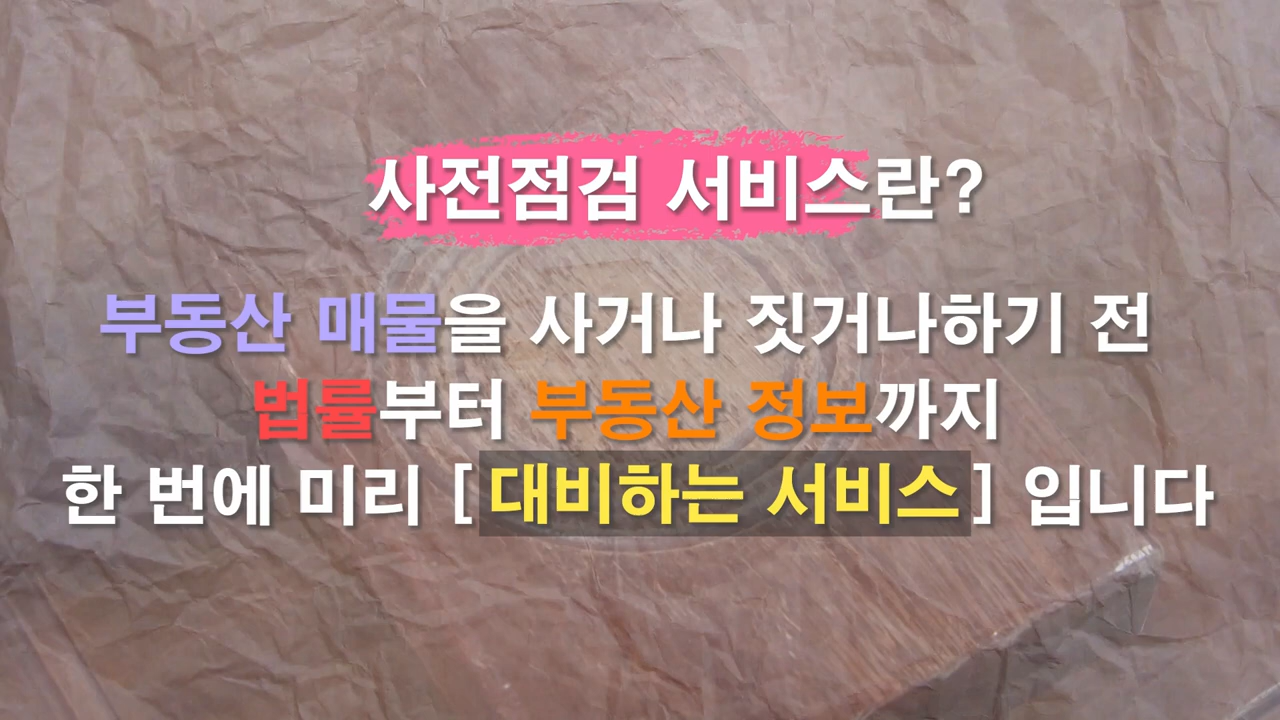 사전점검 서비스란?
부동산 매물을 사거나 짓거나하기 전
법률부터 부동산 정보까지
한 번에 미리 [대비하는 서비스] 입니다